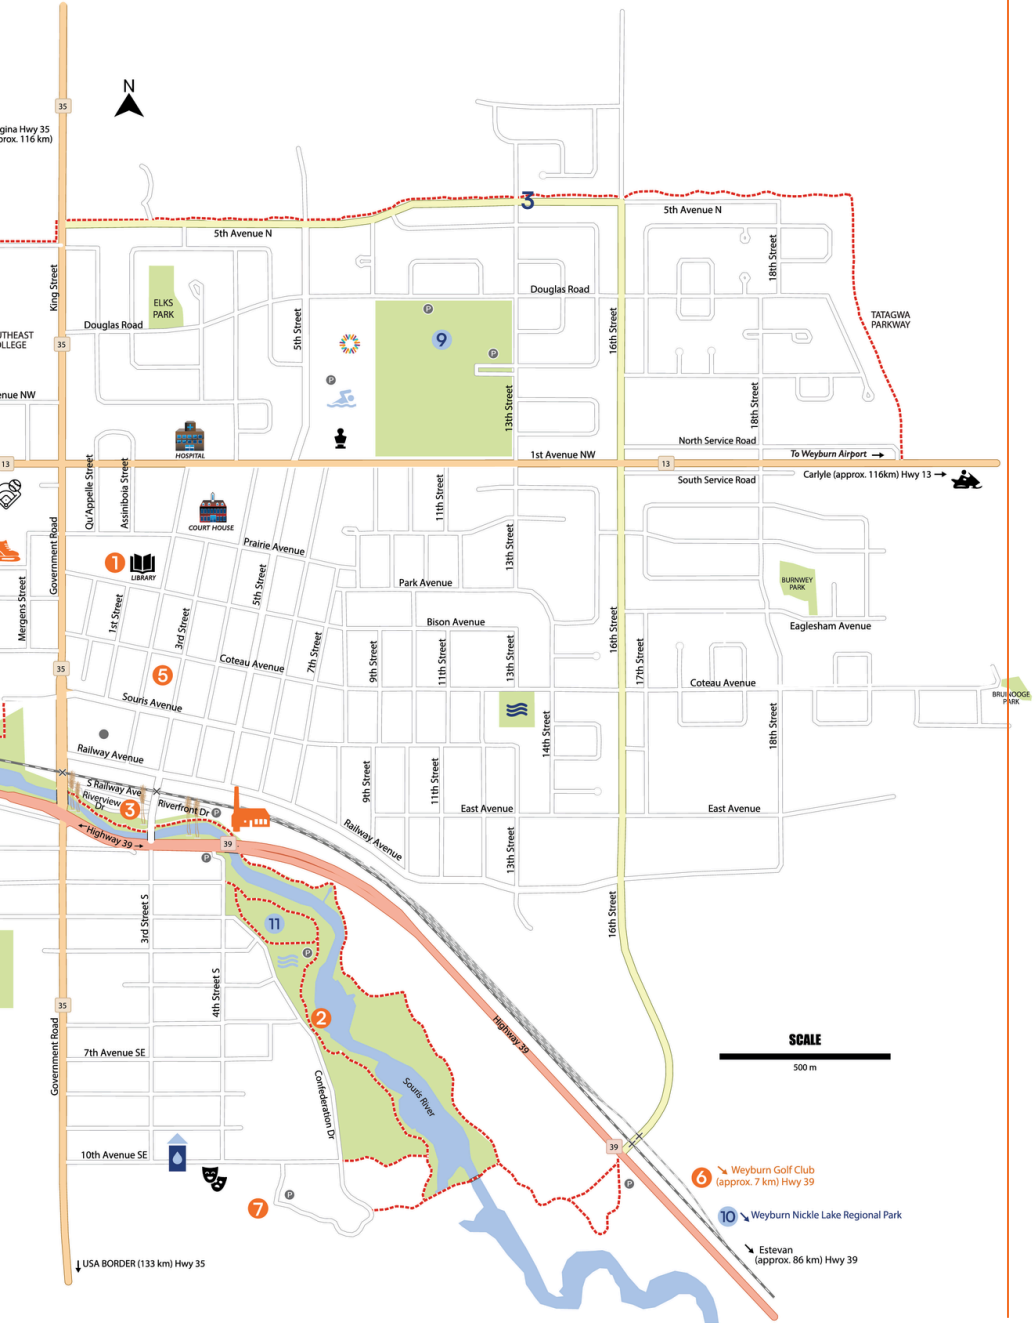 N
35
gina Hwy 35
prox. 116 km)
3
5th Avenue N
5th Avenue N
18th Street
King Street
ELKS
PARK
Douglas Road
Douglas Road
5th Street
16th Street
TATAGWA
PARKWAY
UTHEAST
LLEGE
35
P
9
P
P
13th Street
18th Street
enue NW
HOSPITAL
North Service Road
1st Avenue NW
To Weyburn Airport
13
13
Carlyle (approx. 116km) Hwy 13
South Service Road
Qu'Appelle Street
Assiniboia Street
11th Street
COURT HOUSE
Government Road
Prairie Avenue
13th Street
1
LIBRARY
5th Street
Park Avenue
BURNWEY
PARK
Mergens Street
1st Street
3rd Street
Bison Avenue
16th Street
Eaglesham Avenue
7th Street
9th Street
11th Street
13th Street
17th Street
35
5
Coteau Avenue
Coteau Avenue
BRUINOOGE
PARK
Souris Avenue
14th Street
18th Street
Railway Avenue
9th Street
11th Street
S Railway Ave
Riverview
Dr
3
Riverfront Dr
P
East Avenue
East Avenue
Highway 39
39
Railway Avenue
13th Street
P
3rd Street S
16th Street
11
P
4th Street S
35
2
Highway 39
SCALE
500 m
Government Road
7th Avenue SE
Confederation Dr
Souris River
10th Avenue SE
39
P
7
P
6
Weyburn Golf Club
(approx. 7 km) Hwy 39
10
Weyburn Nickle Lake Regional Park
Estevan
(approx. 86 km) Hwy 39
USA BORDER (133 km) Hwy 35